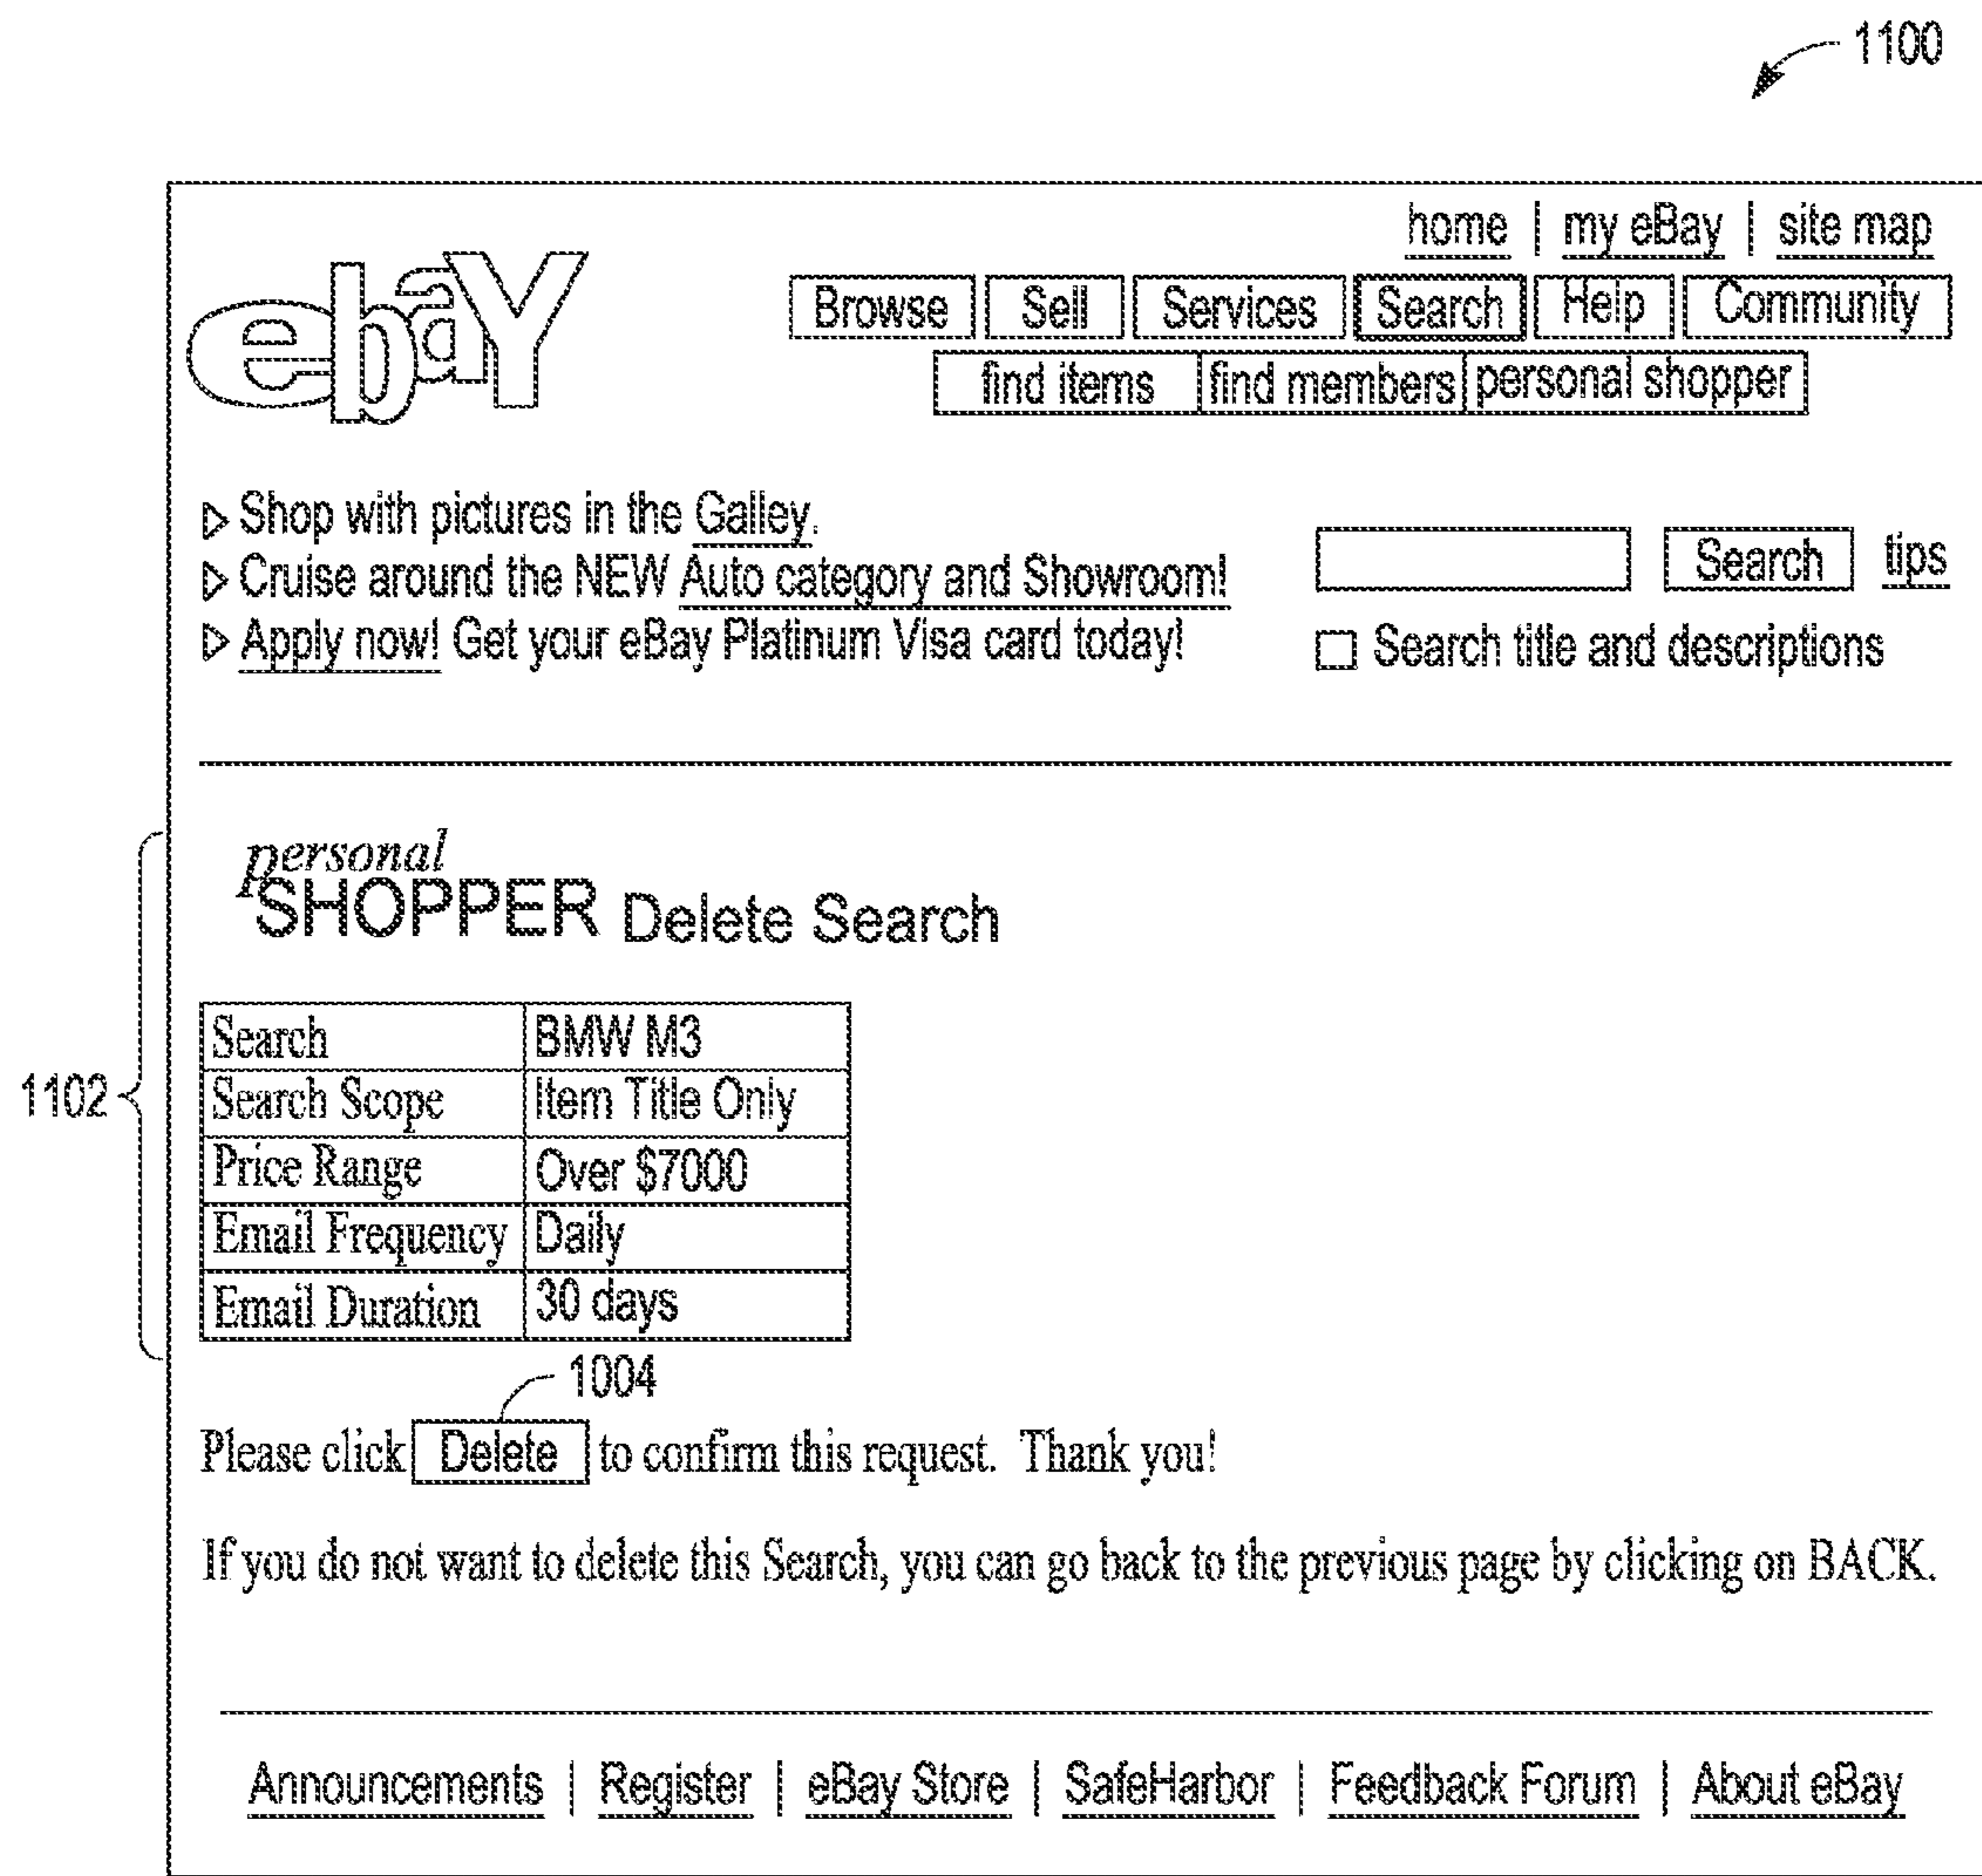 1100
home | my eBay | site map
ebaY
Browse Sell Services Search Help Community
find items find members personal shopper
Shop with pictures in the Galley.
Cruise around the NEW Auto category and Showroom!
Apply now! Get your eBay Platinum Visa card today!
Search tips
Search title and descriptions
personal
SHOPPER Delete Search
1102
Search BMW M3
Search Scope Item Title Only
Price Range Over $7000
Email Frequency Daily
Email Duration 30 days
1004
Please click Delete to confirm this request. Thank you!
If you do not want to delete this Search, you can go back to the previous page by clicking on BACK.
Announcements | Register | eBay Store | SafeHarbor | Feedback Forum | About eBay